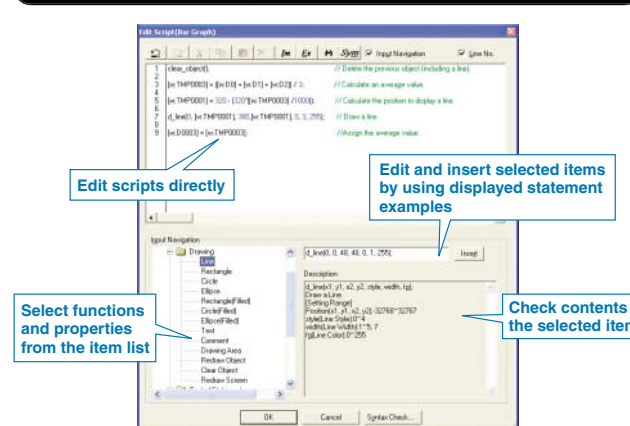 Edit Script(Bar Graph)
Im Ex Sym Input Navigation Line No.
1 clear_object(); // Delete the previous object (including a line)
2
3 [w:TMP0003] = ([w:D0] + [w:D1] + [w:D2]) / 3; // Calculate an average value.
4
5 [w:TMP0001] = 320 - (320*[w:TMP0003] /1000); // Calculate the position to display a line.
6
7 d_line(0, [w:TMP0001], 380,[w:TMP0001], 0, 3, 255); // Draw a line.
8
9 [w:D0003] = [w:TMP0003]; //Assign the average value.
Edit scripts directly
Edit and insert selected items
by using displayed statement
examples
Input Navigation
Drawing
Line
Rectangle
Circle
Ellipse
Rectangle(Filled)
Circle(Filled)
Ellipse(Filled)
Text
Comment
Drawing Area
Redraw Object
Clear Object
Redraw Screen
d_line(0, 0, 48, 48, 0, 1, 255);
Insert
Description
d_line(x1, y1, x2, y2, style, width, fg);
Draw a Line.
[Setting Range]
Position(x1, y1, x2, y2):-32768~32767
style(Line Style):0~4
width(Line Width):1~5, 7
fg(Line Color):0~255
Select functions
and properties
from the item list
Check contents
the selected item
OK Cancel Syntax Check...